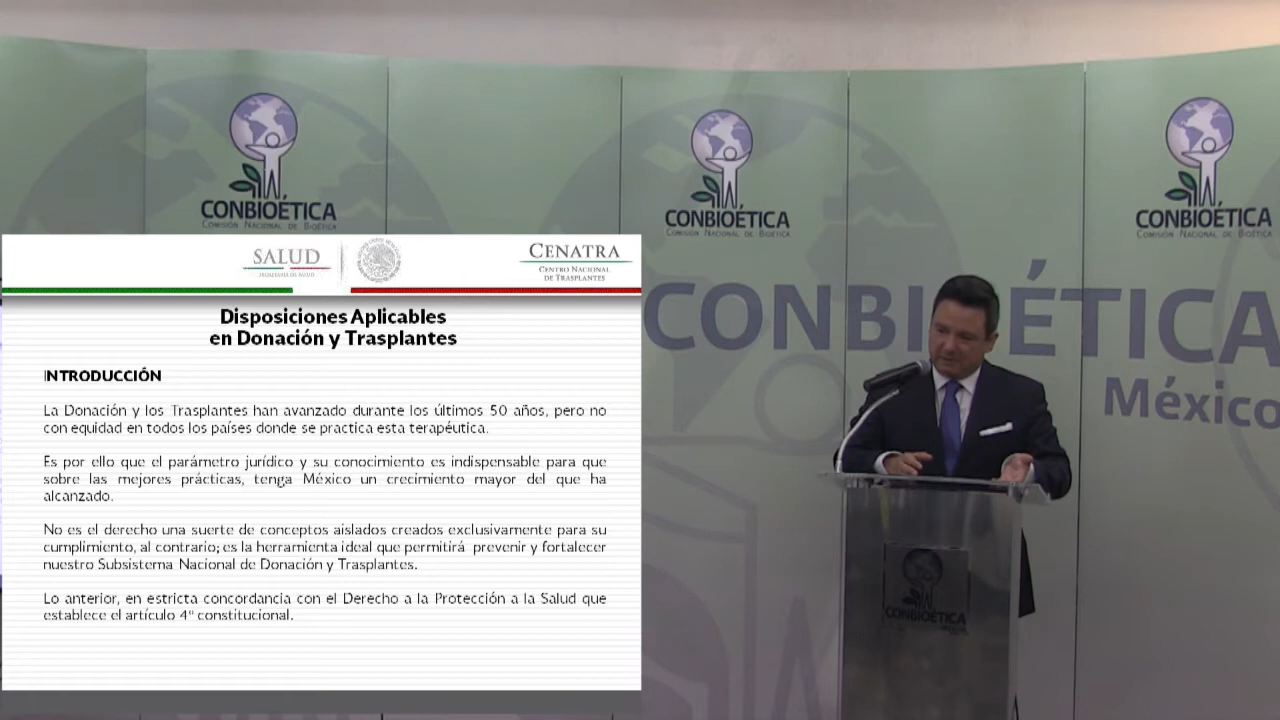 CONBIOÉTICA
COMISIÓN NACIONAL DE BIOÉTICA
CONBIOÉTICA
COMISIÓN NACIONAL DE BIOÉTICA
CONBIOÉTICA
COMISIÓN NACIONAL DE BIOÉTICA
SALUD
SECRETARÍA DE SALUD
CENATRA
CENTRO NACIONAL
DE TRASPLANTES
Disposiciones Aplicables
en Donación y Trasplantes
INTRODUCCIÓN
La Donación y los Trasplantes han avanzado durante los últimos 50 años, pero no
con equidad en todos los países donde se practica esta terapéutica.
Es por ello que el parámetro jurídico y su conocimiento es indispensable para que
sobre las mejores prácticas, tenga México un crecimiento mayor del que ha
alcanzado.
No es el derecho una suerte de conceptos aislados creados exclusivamente para su
cumplimiento, al contrario; es la herramienta ideal que permitirá prevenir y fortalecer
nuestro Subsistema Nacional de Donación y Trasplantes.
Lo anterior, en estricta concordancia con el Derecho a la Protección a la Salud que
establece el artículo 4° constitucional.
CONBIOÉTICA
México
CONBIOÉTICA